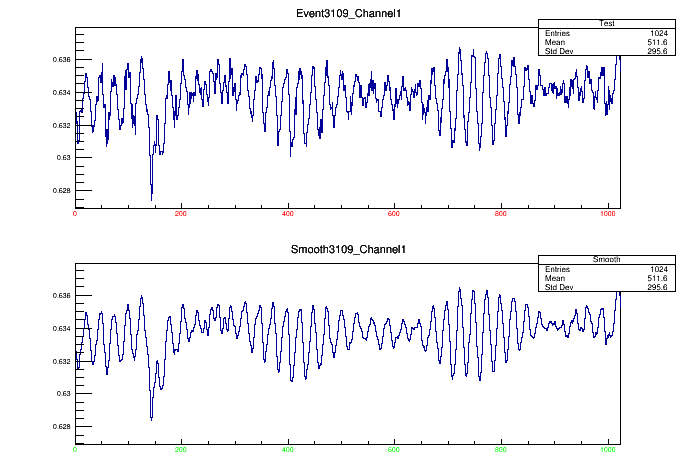 Event3109_Channel1
Test
Entries 1024
Mean 511.6
Std Dev 295.6
0.636
0.634
0.632
0.63
0.628
0 200 400 600 800 1000
Smooth3109_Channel1
Smooth
Entries 1024
Mean 511.6
Std Dev 295.6
0.636
0.634
0.632
0.63
0.628
0 200 400 600 800 1000